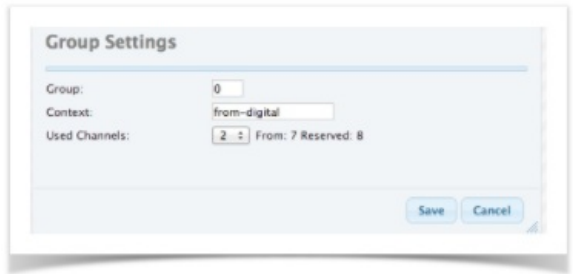 Group Settings
Group: 0
Context: from-digital
Used Channels: 2 From: 7 Reserved: 8
Save Cancel